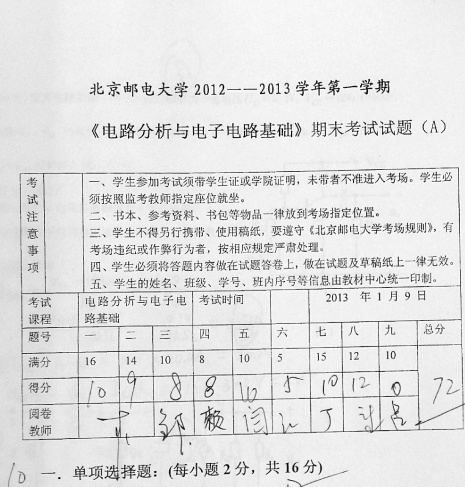 北京邮电大学2012——2013学年第一学期
《电路分析与电子电路基础》期末考试试题（A）
考试注意事项
一、学生参加考试须带学生证或学院证明，未带者不准进入考场。学生必
须按照监考教师指定座位就坐。
二、书本、参考资料、书包等物品一律放到考场指定位置。
三、学生不得另行携带、使用稿纸，要遵守《北京邮电大学考场规则》，有
考场违纪或作弊行为者，按相应规定严肃处理。
四、学生必须将答题内容做在试题答卷上，做在试题及草稿纸上一律无效。
五、学生的姓名、班级、学号、班内序号等信息由教材中心统一印制。
考试课程 电路分析与电子电路基础 考试时间 2013 年 1 月 9 日
题号 一 二 三 四 五 六 七 八 九 总分
满分 16 14 10 8 10 5 15 12 10
得分 10 9 8 8 10 5 10 12 0 72
阅卷教师 邹 赖 闫 丁
10 一．单项选择题：(每小题 2 分，共 16 分)